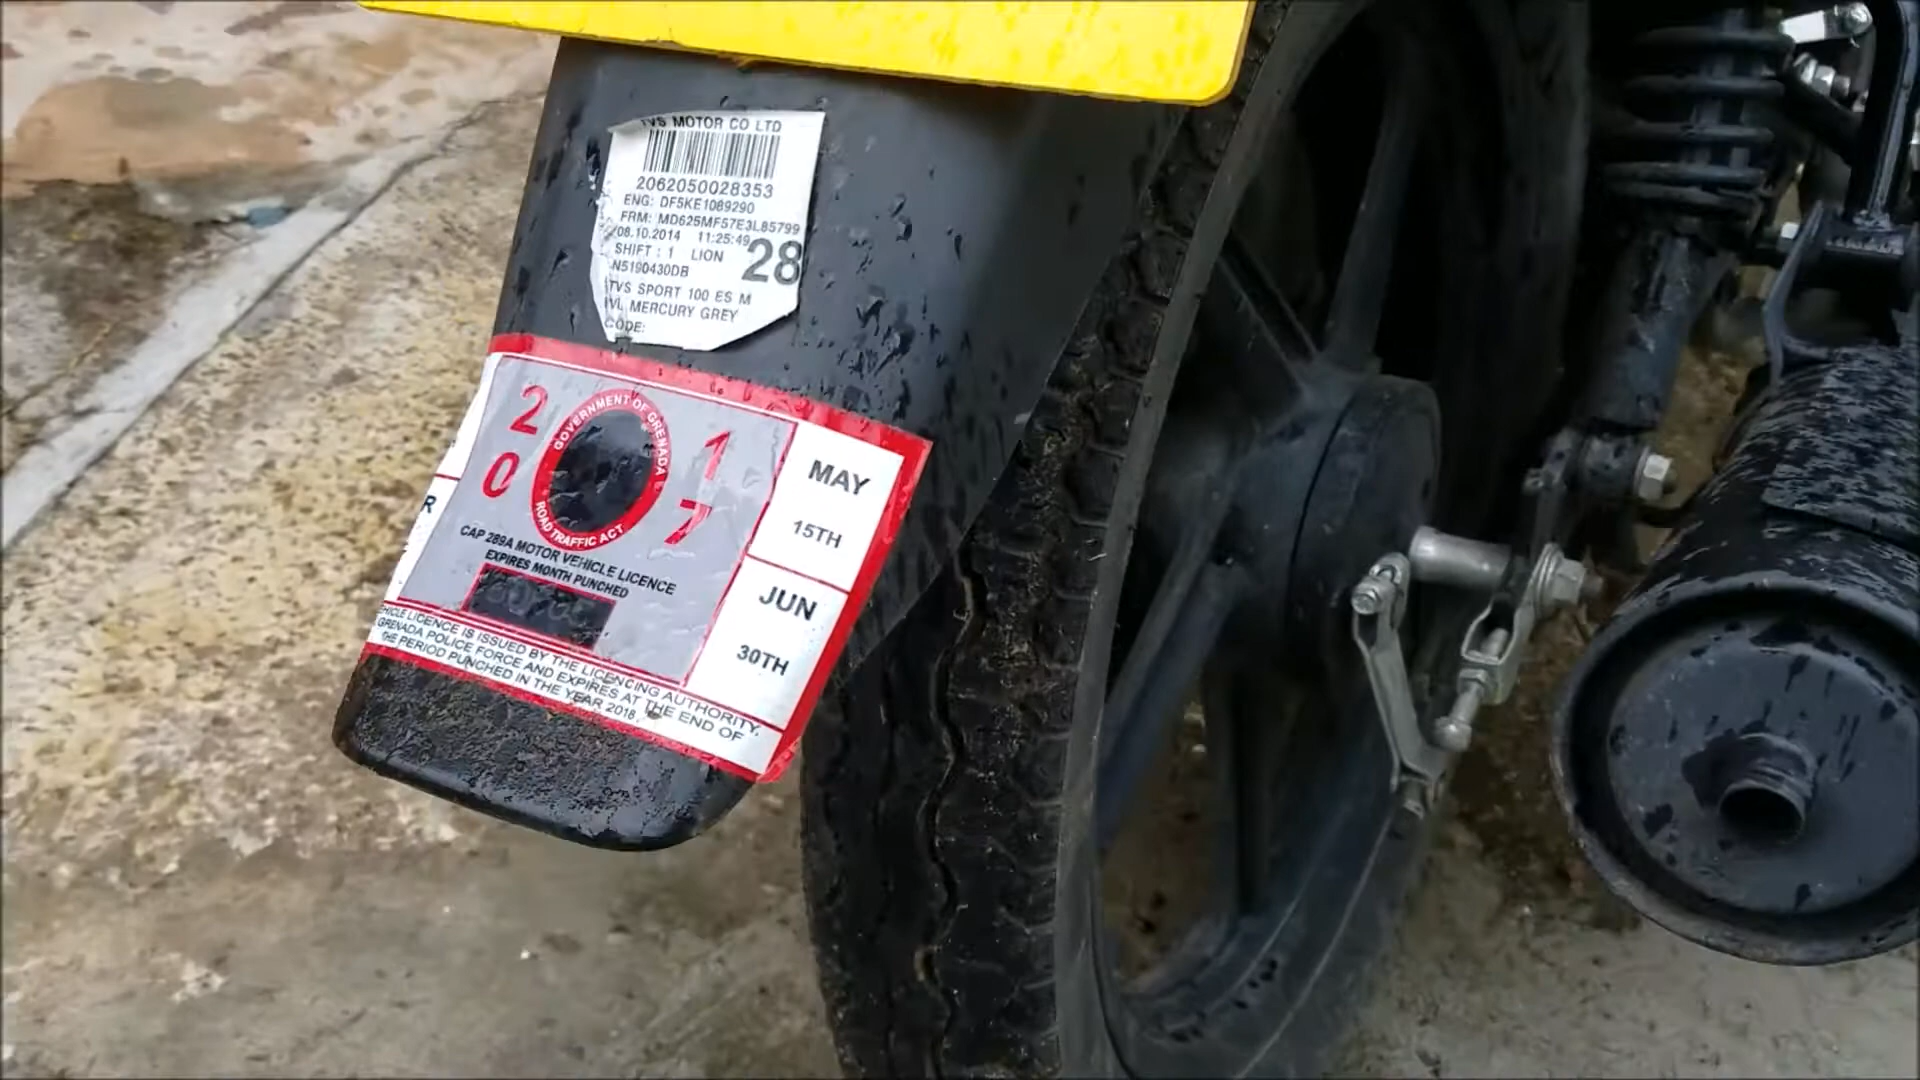 TVS MOTOR CO LTD
2062050028353
ENG: DF5KE1089290
FRM: MD625MF57E3L85799
08.10.2014 11:25:49
SHIFT : 1 LION
28
N5190430DB
TVS SPORT 100 ES M
MERCURY GREY
CODE:
2 0 1 7
GOVERNMENT OF GRENADA
ROAD TRAFFIC ACT
CAP 289A MOTOR VEHICLE LICENCE
EXPIRES MONTH PUNCHED
MAY
15TH
JUN
30TH
R
VEHICLE LICENCE IS ISSUED BY THE LICENCING AUTHORITY,
GRENADA POLICE FORCE AND EXPIRES AT THE END OF
THE PERIOD PUNCHED IN THE YEAR 2018